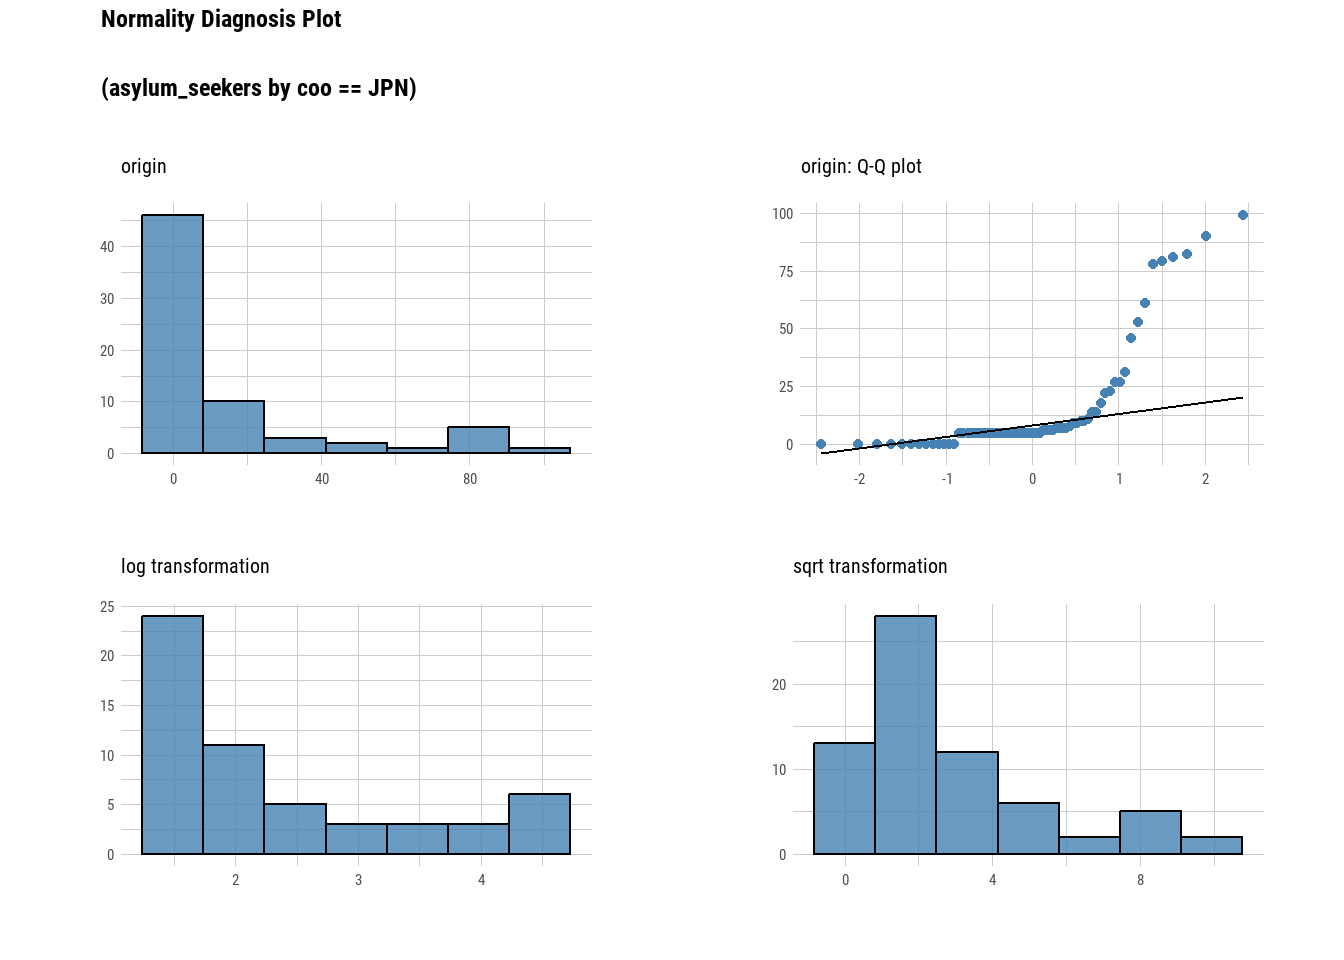 Normality Diagnosis Plot
(asylum_seekers by coo == JPN)
origin
40
30
20
10
0
0 40 80
origin: Q-Q plot
100
75
50
25
0
-2 -1 0 1 2
log transformation
25
20
15
10
5
0
2 3 4
sqrt transformation
20
10
0
0 4 8